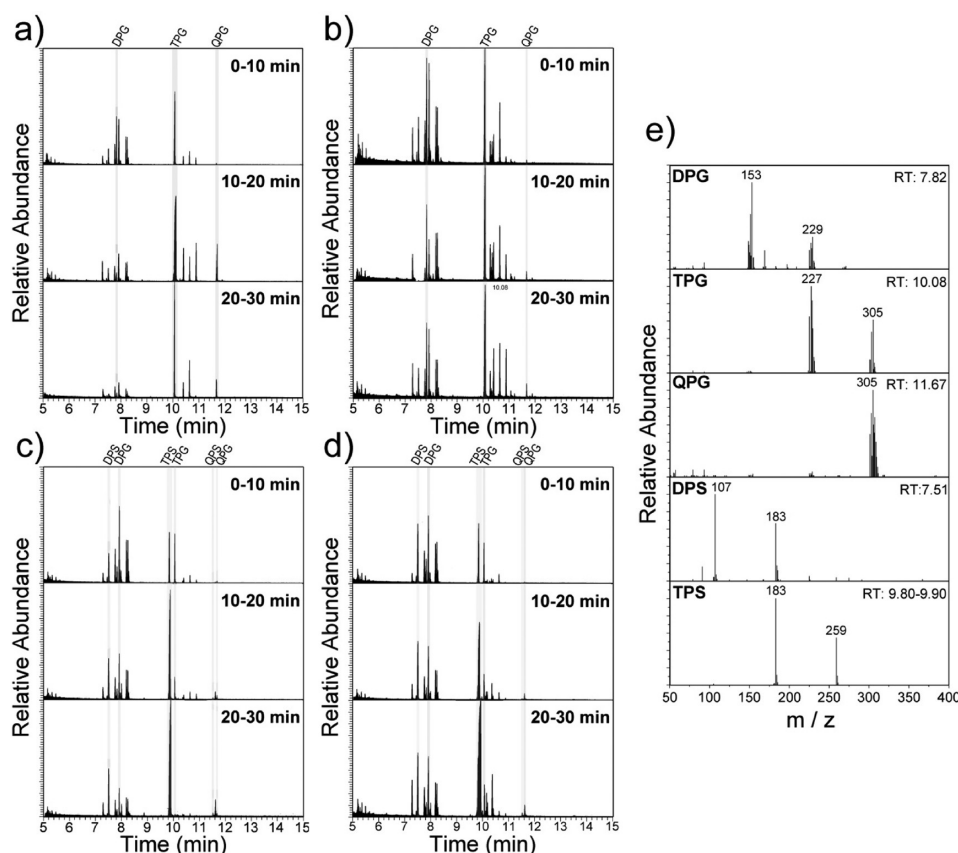 a)
DPG TPG QPG
0-10 min
10-20 min
20-30 min
Relative Abundance
5 6 7 8 9 10 11 12 13 14 15
Time (min)
b)
DPG TPG QPG
0-10 min
10-20 min
10.08
20-30 min
Relative Abundance
5 6 7 8 9 10 11 12 13 14 15
Time (min)
c)
DPS DPG TPS TPG QPS QPG
0-10 min
10-20 min
20-30 min
Relative Abundance
5 6 7 8 9 10 11 12 13 14 15
Time (min)
d)
DPS DPG TPS TPG QPS QPG
0-10 min
10-20 min
20-30 min
Relative Abundance
5 6 7 8 9 10 11 12 13 14 15
Time (min)
e)
DPG 153 RT: 7.82
229
TPG 227 RT: 10.08
305
QPG 305 RT: 11.67
DPS 107 RT:7.51
183
TPS 183 RT: 9.80-9.90
259
Relative Abundance
50 100 150 200 250 300 350 400
m / z